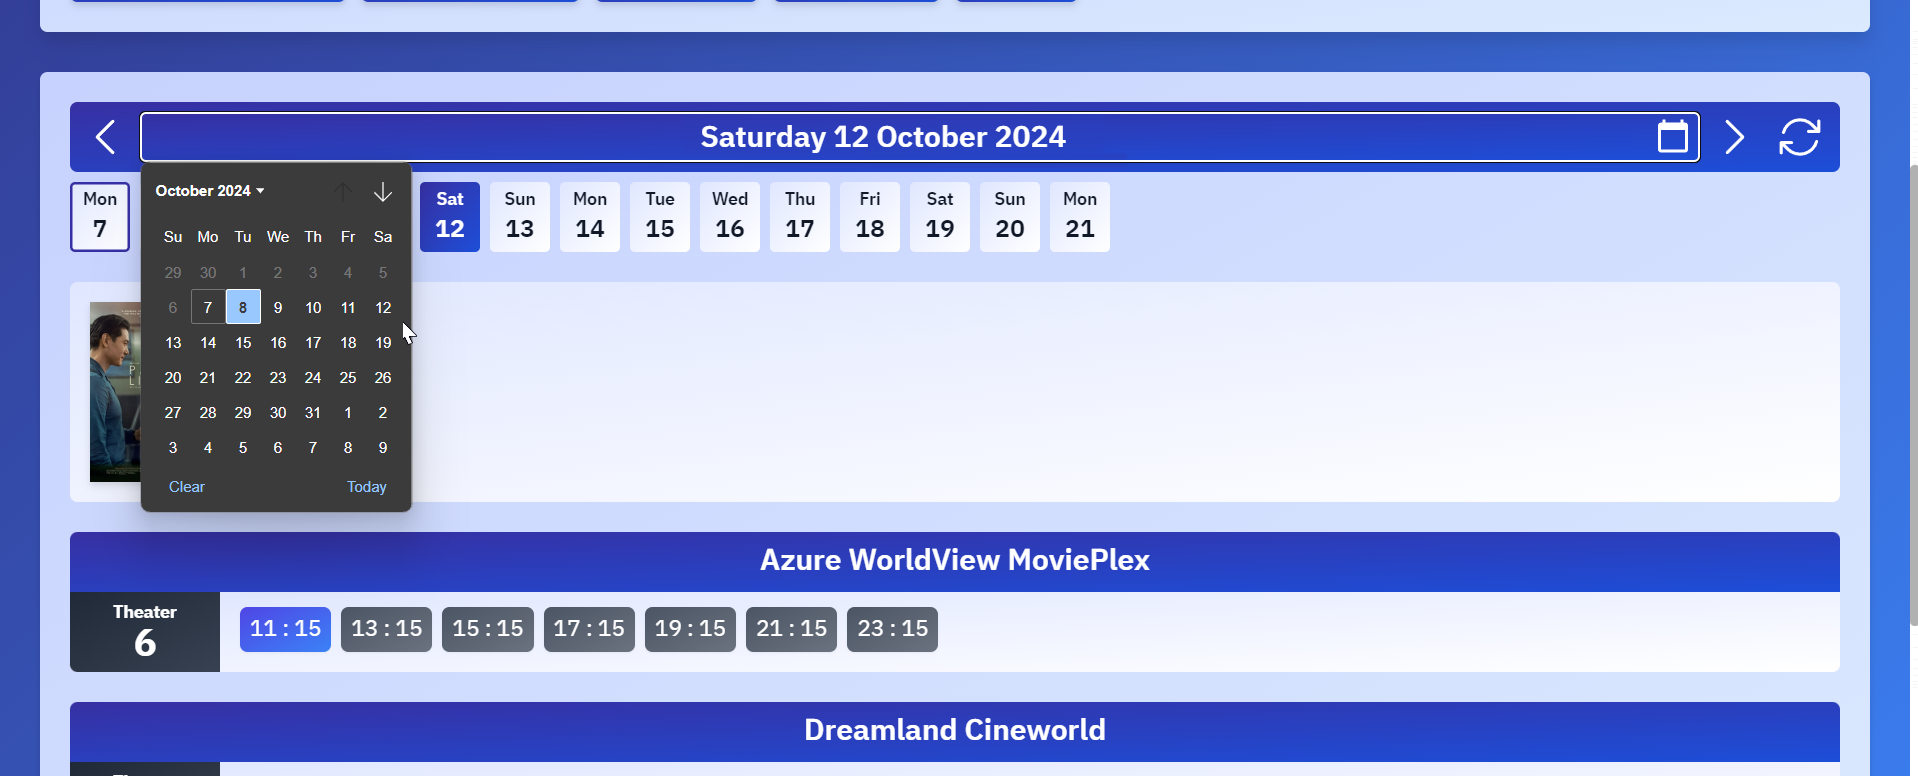 Saturday 12 October 2024
Mon Sat Sun Mon Tue Wed Thu Fri Sat Sun Mon
7 12 13 14 15 16 17 18 19 20 21
October 2024
Su Mo Tu We Th Fr Sa
29 30 1 2 3 4 5
6 7 8 9 10 11 12
13 14 15 16 17 18 19
20 21 22 23 24 25 26
27 28 29 30 31 1 2
3 4 5 6 7 8 9
Clear Today
Azure WorldView MoviePlex
Theater
6
11:15 13:15 15:15 17:15 19:15 21:15 23:15
Dreamland Cineworld